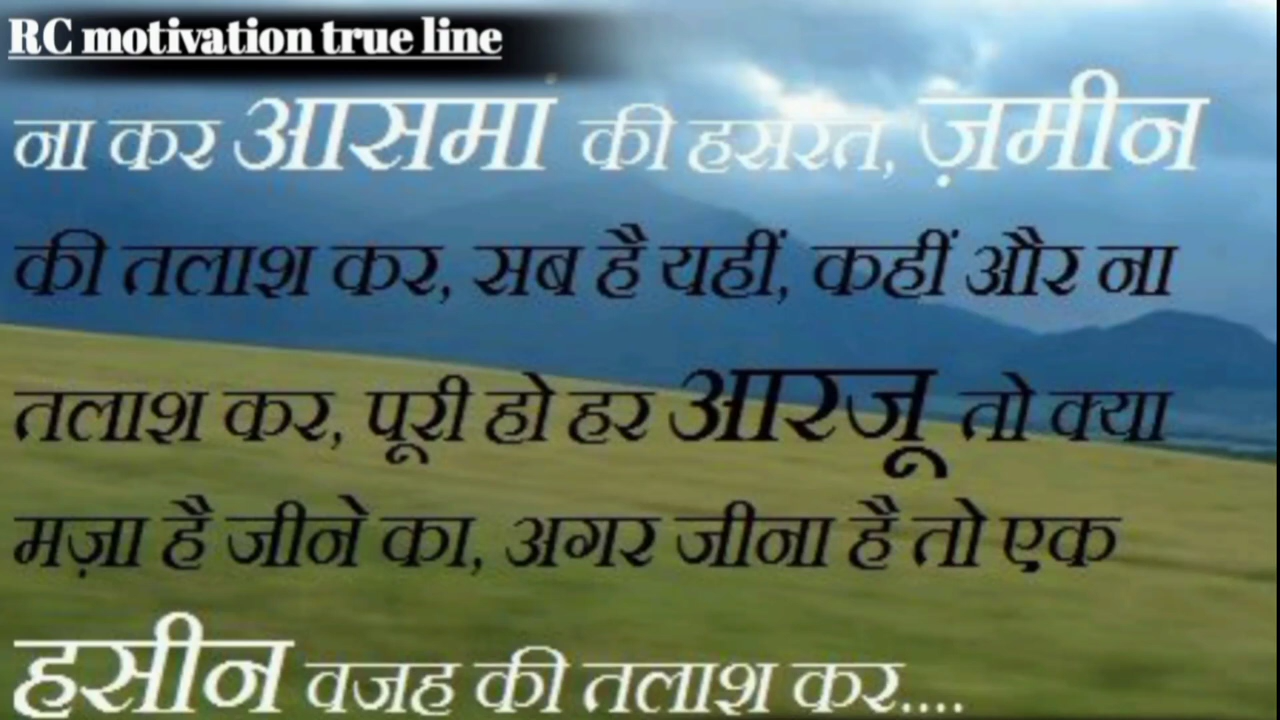 RC motivation true line
ना कर आसमां की हसरत, ज़मीन
की तलाश कर, सब है यहीं, कहीं और ना
तलाश कर, पूरी हो हर आरजू तो क्या
मज़ा है जीने का, अगर जीना है तो एक
हसीन वजह की तलाश कर....